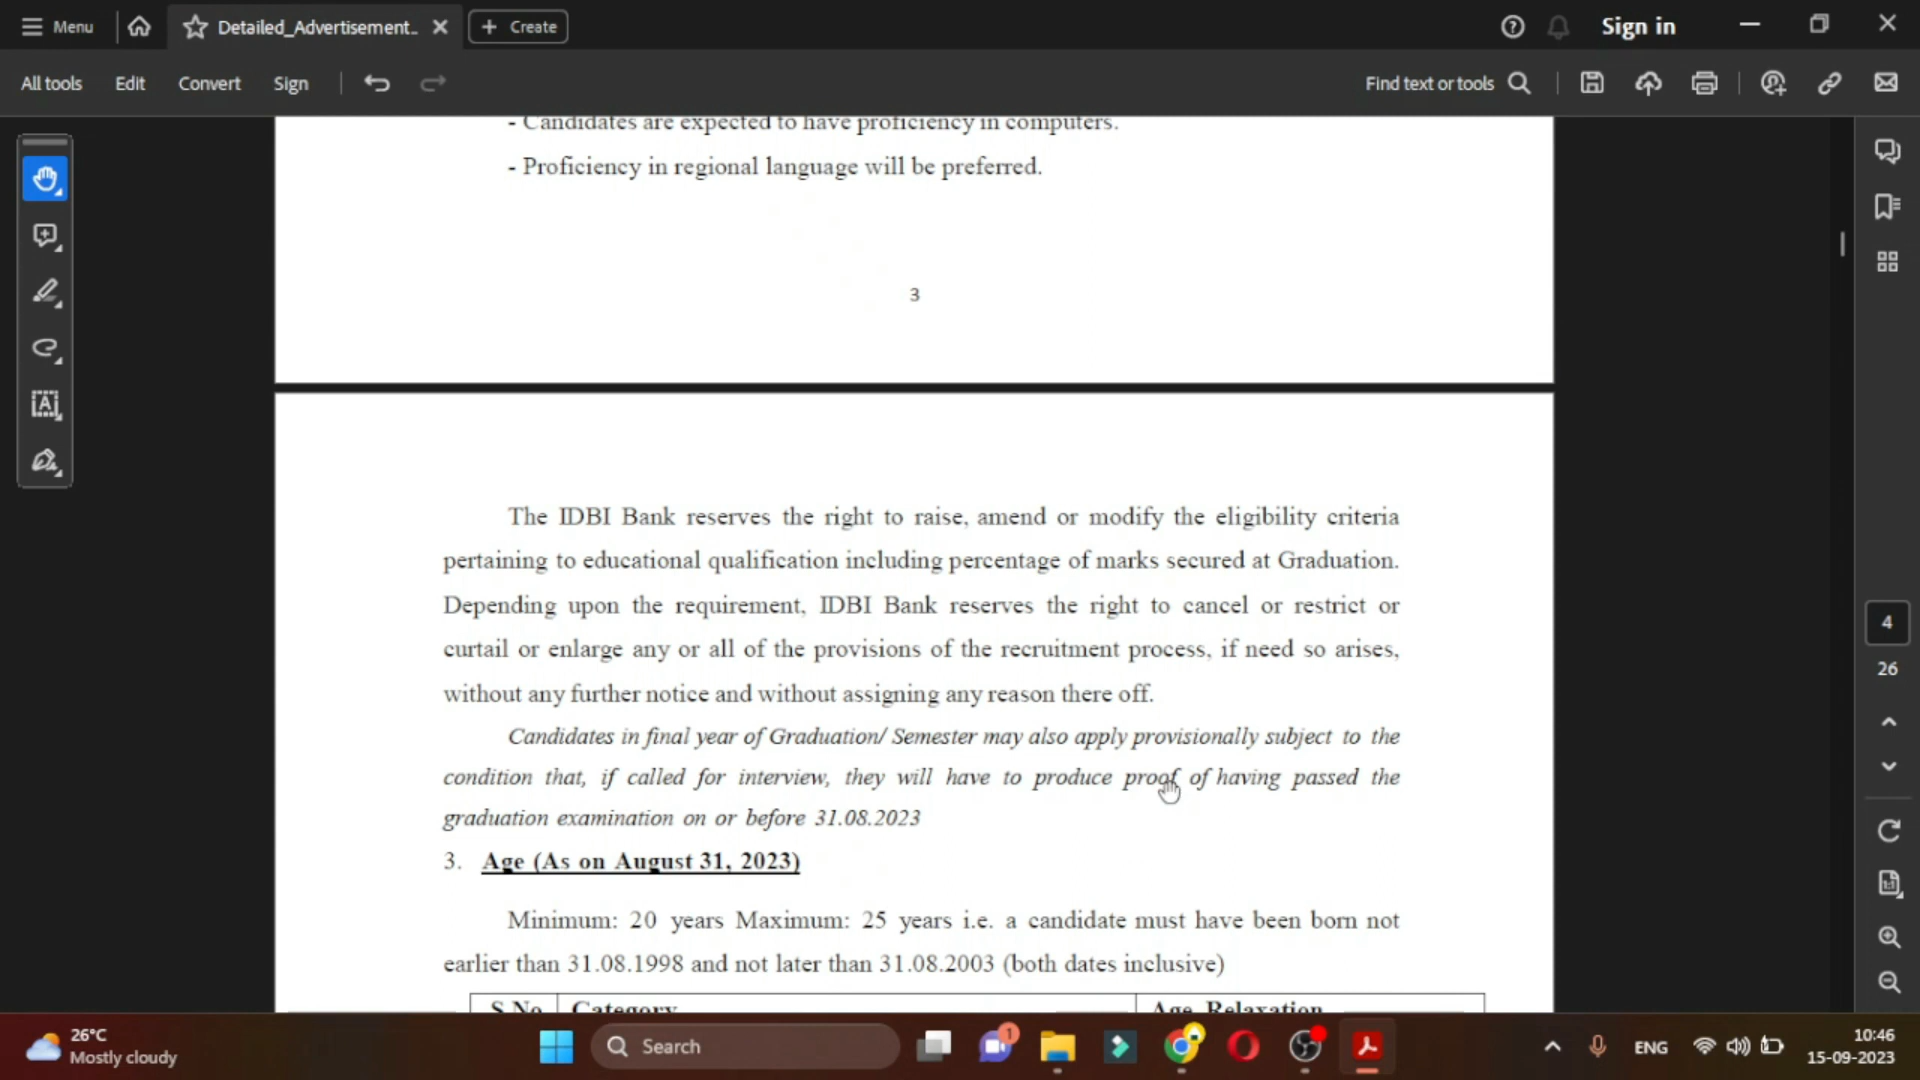 Menu
Detailed_Advertisement..
Create
Sign in
All tools
Edit
Convert
Sign
Find text or tools
- Candidates are expected to have proficiency in computers.
- Proficiency in regional language will be preferred.
3
The IDBI Bank reserves the right to raise, amend or modify the eligibility criteria
pertaining to educational qualification including percentage of marks secured at Graduation.
Depending upon the requirement, IDBI Bank reserves the right to cancel or restrict or
curtail or enlarge any or all of the provisions of the recruitment process, if need so arises,
without any further notice and without assigning any reason there off.
Candidates in final year of Graduation/ Semester may also apply provisionally subject to the
condition that, if called for interview, they will have to produce proof of having passed the
graduation examination on or before 31.08.2023
3. Age (As on August 31, 2023)
Minimum: 20 years Maximum: 25 years i.e. a candidate must have been born not
earlier than 31.08.1998 and not later than 31.08.2003 (both dates inclusive)
S.No Category Age Relaxation
4
26
26°C
Mostly cloudy
Search
1
ENG
10:46
15-09-2023